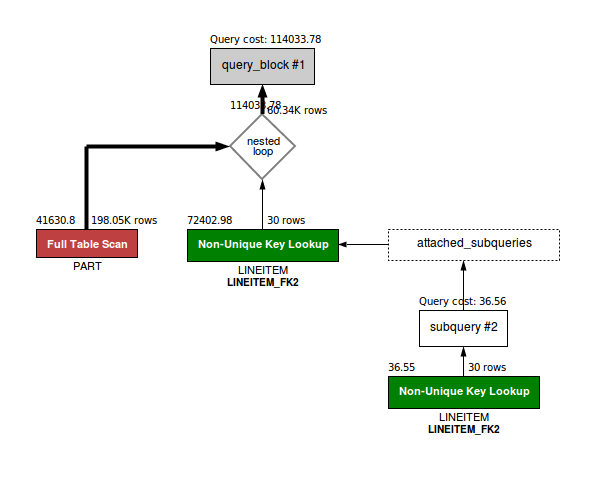 Query cost: 114033.78
query_block #1
114033.78
60.34K rows
nested
loop
41630.8
198.05K rows
72402.98
30 rows
Full Table Scan
Non-Unique Key Lookup
attached_subqueries
PART
LINEITEM
LINEITEM_FK2
Query cost: 36.56
subquery #2
36.55
30 rows
Non-Unique Key Lookup
LINEITEM
LINEITEM_FK2